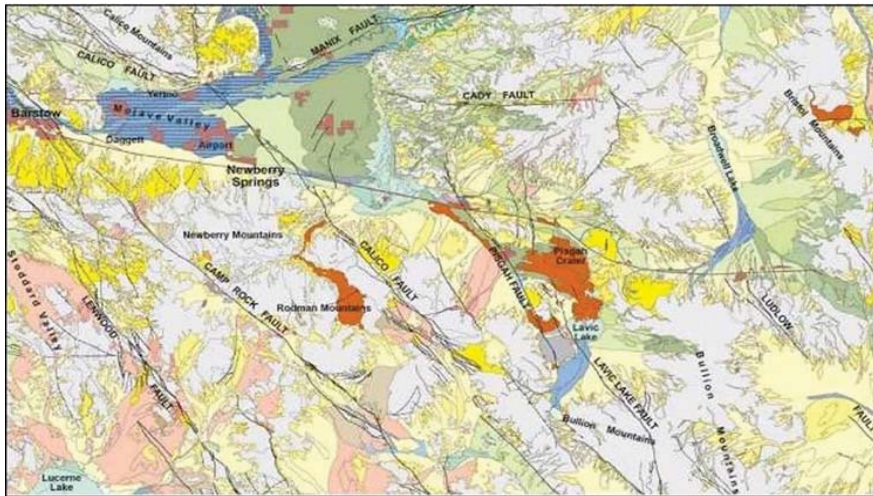 Calico Mountains
CALICO FAULT
MANIX FAULT
Yermo
Mojave Valley
Barstow
Daggett
Airport
Newberry
Springs
CADY FAULT
Bristol Mountains
Broadwell Lake
Newberry Mountains
CALICO FAULT
PISGAH FAULT
Pisgah
Crater
Stoddard Valley
LENWOOD FAULT
CAMP ROCK FAULT
Rodman Mountains
Lavic
Lake
LAVIC LAKE FAULT
LUDLOW
FAULT
Bullion Mountains
Bullion Mountains
Lucerne
Lake